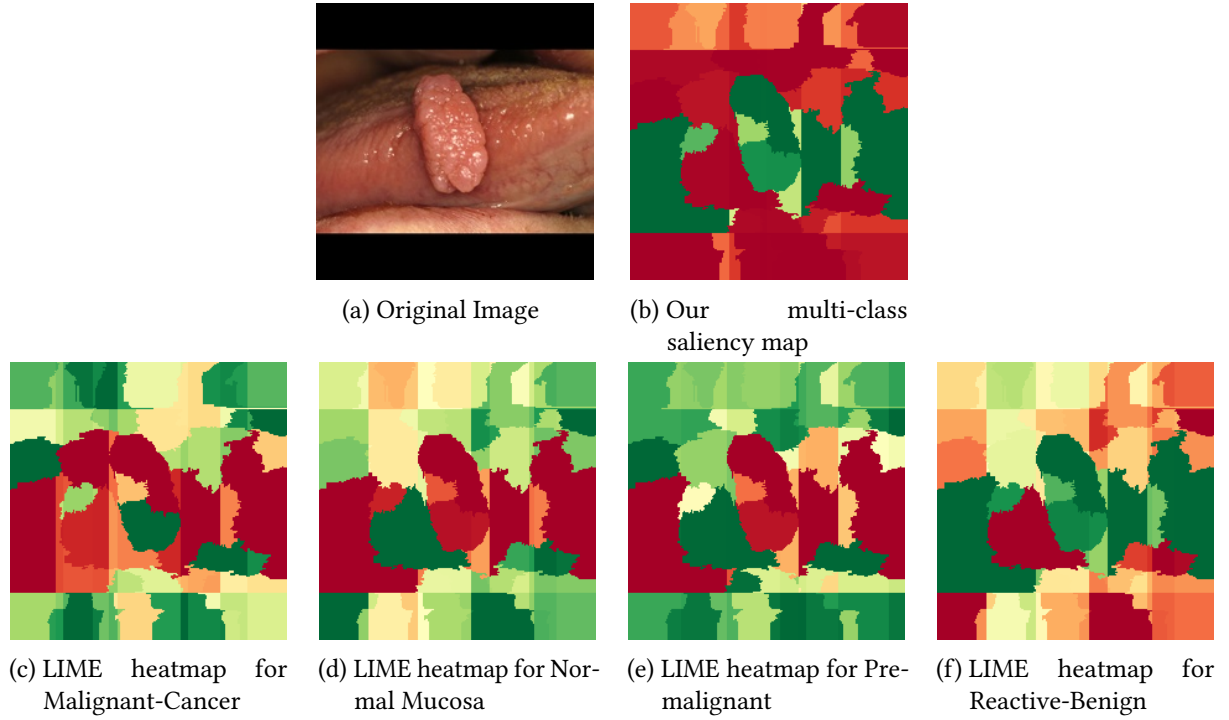 (a) Original Image
(b) Our multi-class
saliency map
(c) LIME heatmap for
Malignant-Cancer
(d) LIME heatmap for Nor-
mal Mucosa
(e) LIME heatmap for Pre-
malignant
(f) LIME heatmap for
Reactive-Benign